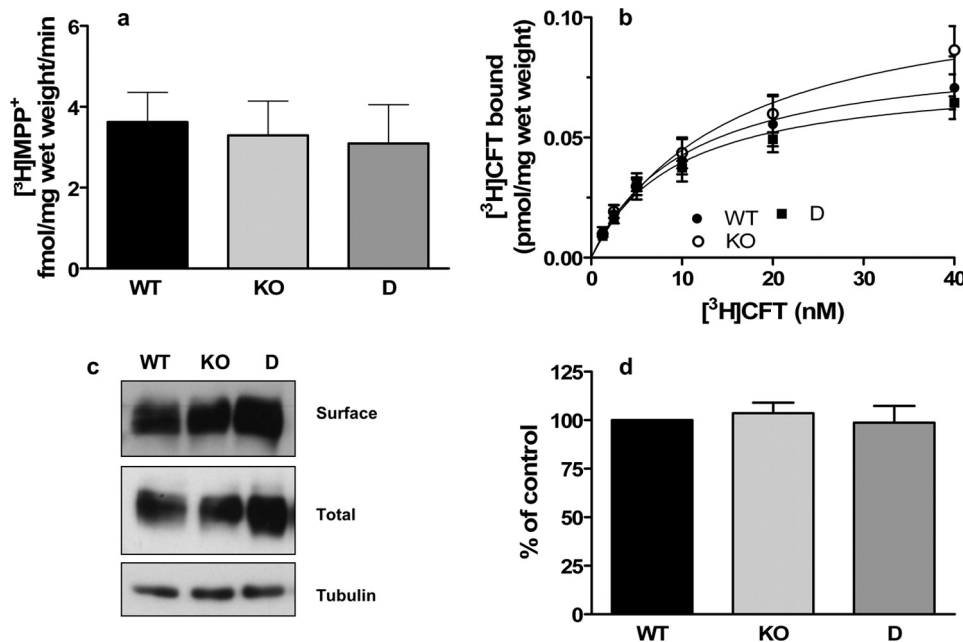 a
[³H]MPP⁺
fmol/mg wet weight/min
6
4
2
0
WT KO D
b
[³H]CFT bound
(pmol/mg wet weight)
0.10
0.05
0.00
WT D
KO
0 10 20 30 40
[³H]CFT (nM)
c
WT KO D
Surface
Total
Tubulin
d
% of control
125
100
75
50
25
0
WT KO D